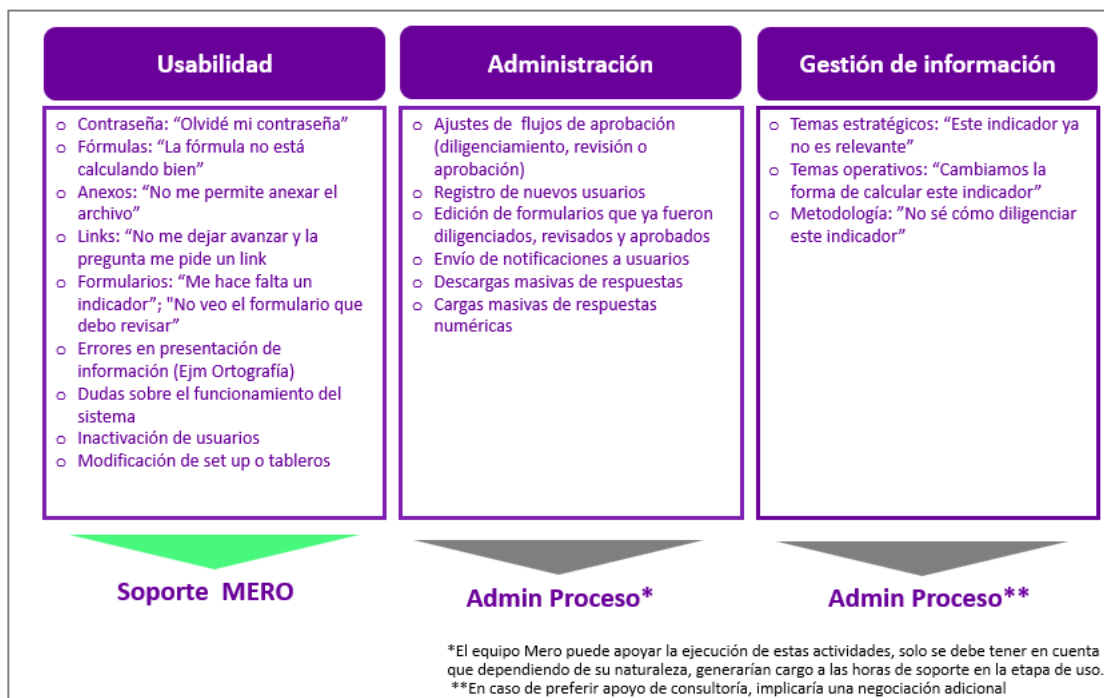 Usabilidad
o Contraseña: “Olvidé mi contraseña”
o Fórmulas: “La fórmula no está
calculando bien”
o Anexos: “No me permite anexar el
archivo”
o Links: “No me dejar avanzar y la
pregunta me pide un link
o Formularios: “Me hace falta un
indicador”; "No veo el formulario que
debo revisar”
o Errores en presentación de
información (Ejm Ortografía)
o Dudas sobre el funcionamiento del
sistema
o Inactivación de usuarios
o Modificación de set up o tableros
Soporte MERO
Administración
o Ajustes de flujos de aprobación
(diligenciamiento, revisión o
aprobación)
o Registro de nuevos usuarios
o Edición de formularios que ya fueron
diligenciados, revisados y aprobados
o Envío de notificaciones a usuarios
o Descargas masivas de respuestas
o Cargas masivas de respuestas
numéricas
Admin Proceso*
Gestión de información
o Temas estratégicos: “Este indicador ya
no es relevante”
o Temas operativos: “Cambiamos la
forma de calcular este indicador”
o Metodología: ”No sé cómo diligenciar
este indicador”
Admin Proceso**
*El equipo Mero puede apoyar la ejecución de estas actividades, solo se debe tener en cuenta
que dependiendo de su naturaleza, generarían cargo a las horas de soporte en la etapa de uso.
**En caso de preferir apoyo de consultoría, implicaría una negociación adicional